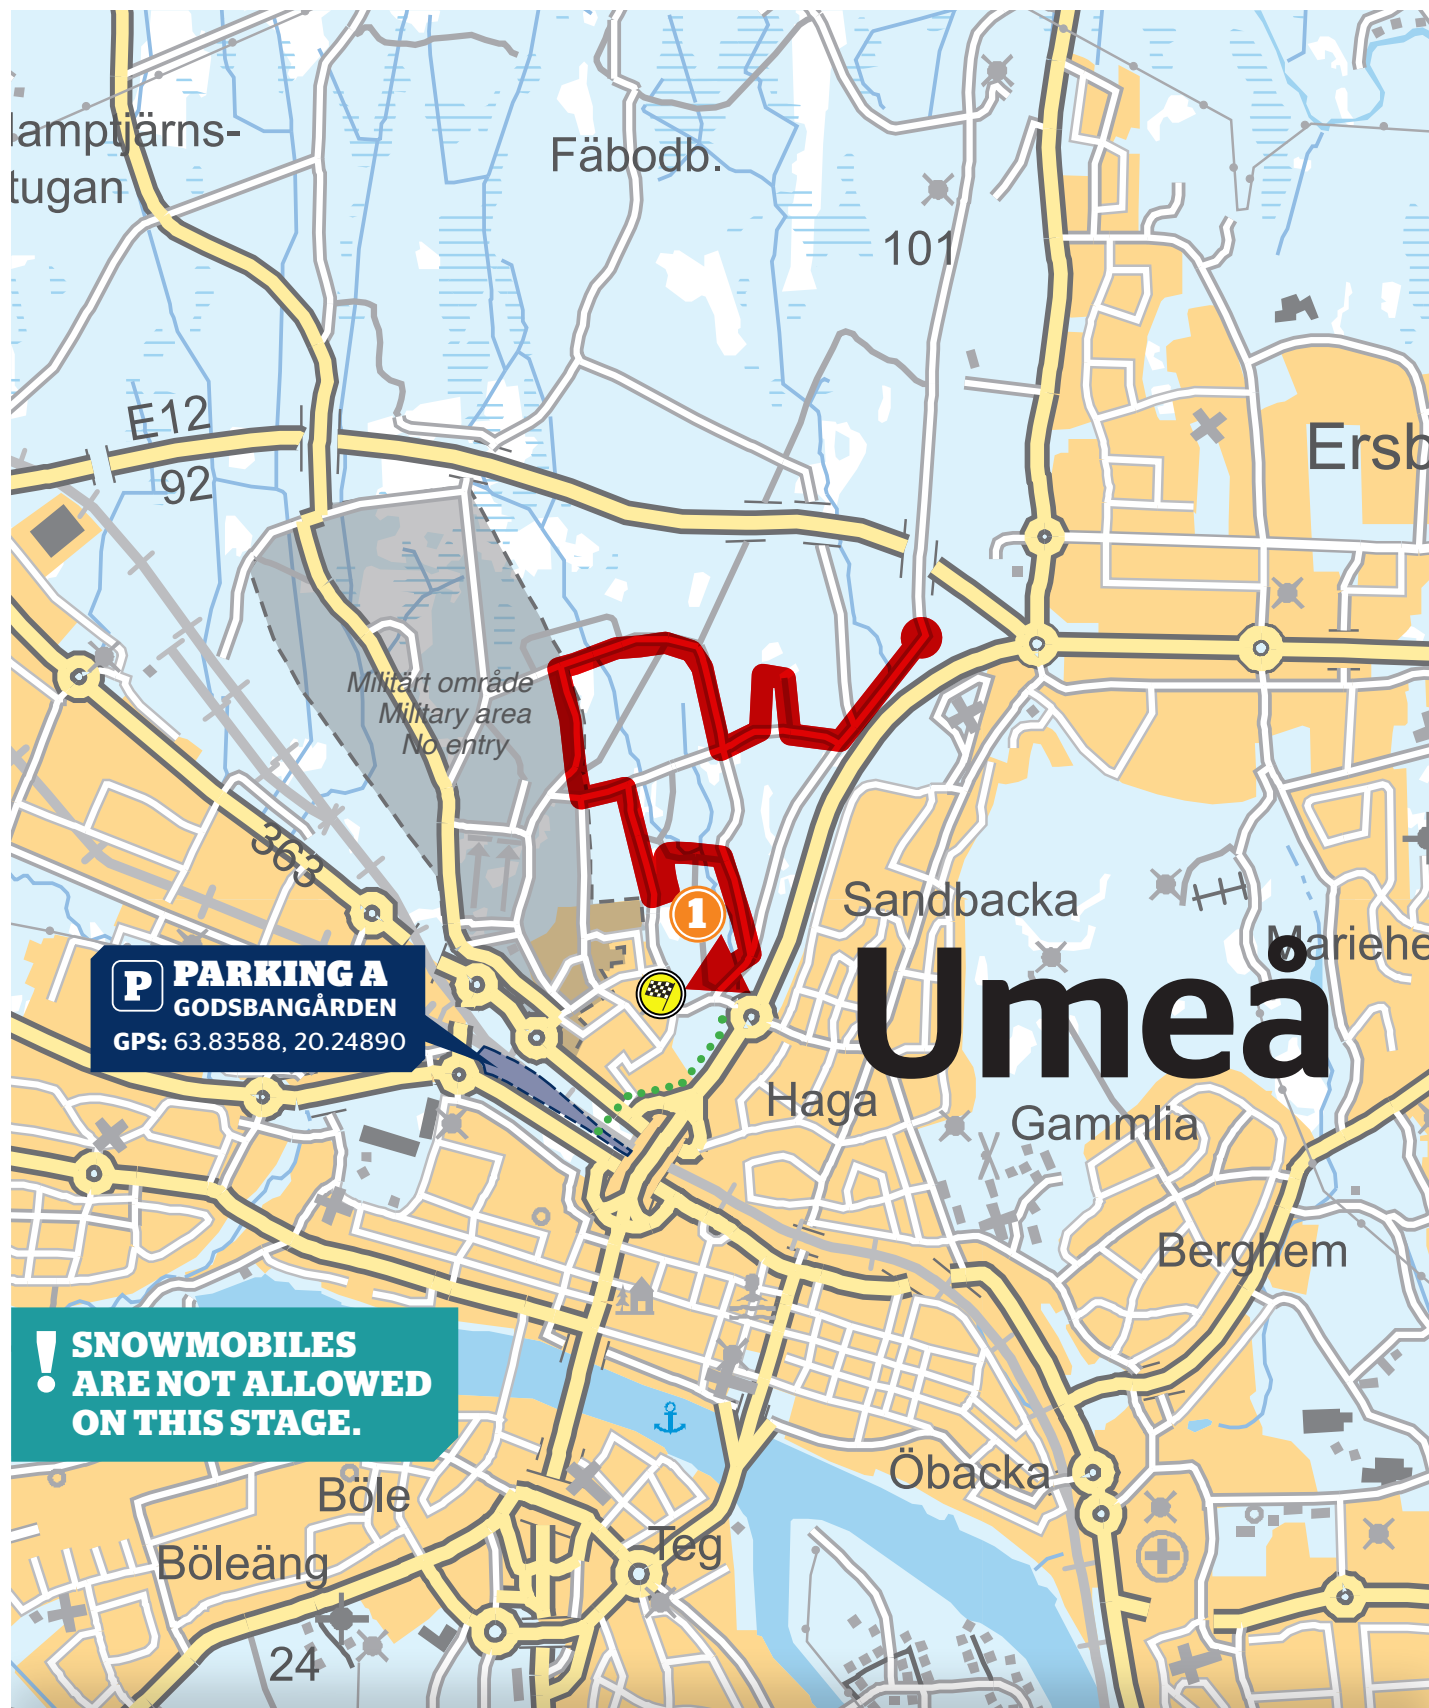 lamptjärns-
tugan
Fäbodb.
101
E12
92
Ersb
Militärt område
Military area
No entry
363
1
Sandbacka
Mariehe
Umeå
P PARKING A
GODSBANGÅRDEN
GPS: 63.83588, 20.24890
Haga
Gammlia
Berghem
! SNOWMOBILES
ARE NOT ALLOWED
ON THIS STAGE.
Öbacka
Böle
Teg
Böleäng
24